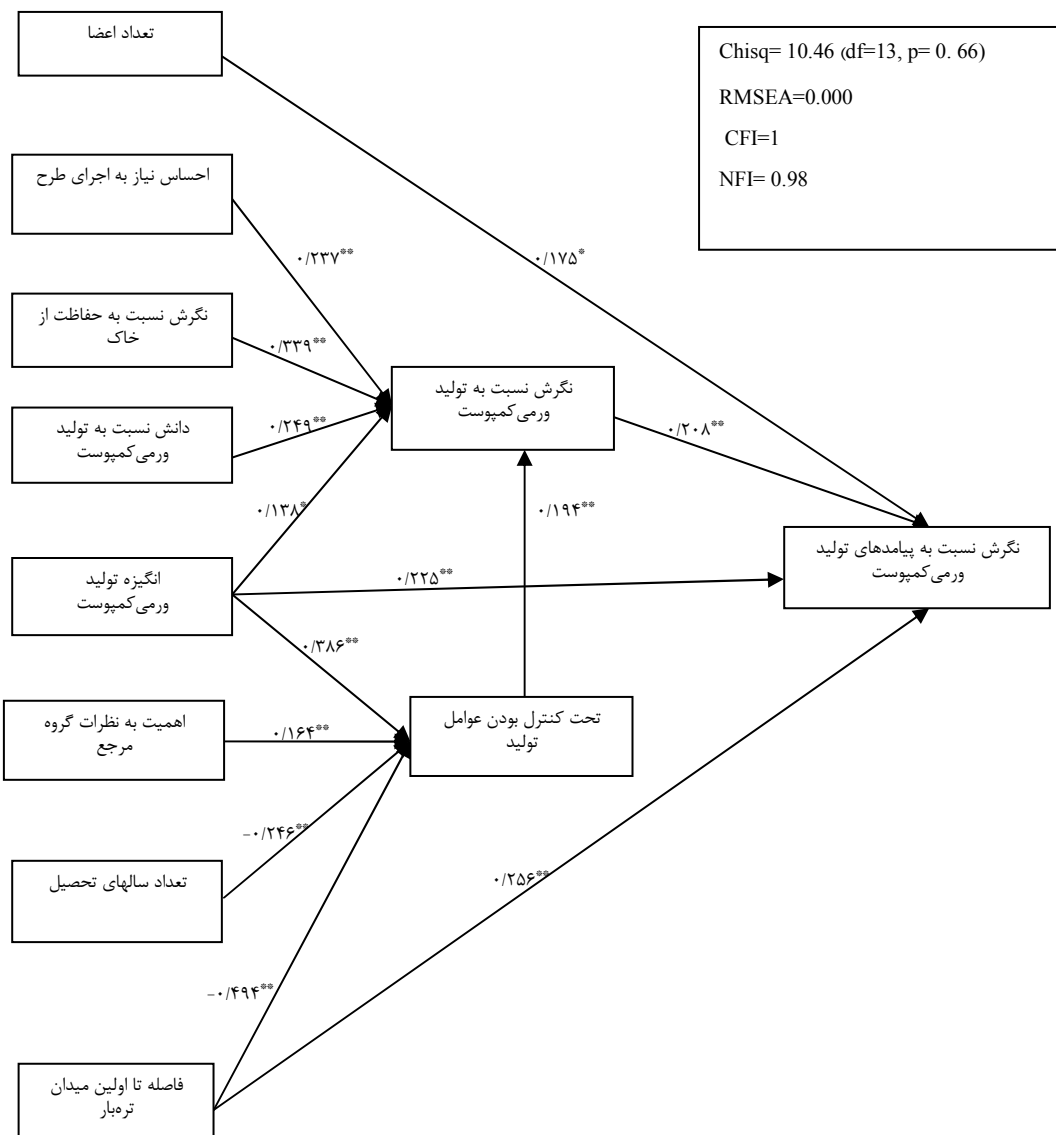 تعداد اعضا
Chisq= 10.46 (df=13, p= 0. 66)
RMSEA=0.000
CFI=1
NFI= 0.98
احساس نیاز به اجرای طرح
۰/۲۳۷**
۰/۱۷۵*
نگرش نسبت به حفاظت از
خاک
۰/۳۳۹**
نگرش نسبت به تولید
ورمی‌کمپوست
دانش نسبت به تولید
ورمی‌کمپوست
۰/۲۴۹**
۰/۲۰۸**
۰/۱۳۸*
۰/۱۹۴**
نگرش نسبت به پیامدهای تولید
ورمی‌کمپوست
انگیزه تولید
ورمی‌کمپوست
۰/۲۲۵**
۰/۳۸۶**
اهمیت به نظرات گروه
مرجع
۰/۱۶۴**
تحت کنترل بودن عوامل
تولید
-۰/۲۴۶**
تعداد سالهای تحصیل
۰/۲۵۶**
-۰/۴۹۴**
فاصله تا اولین میدان
تره‌بار